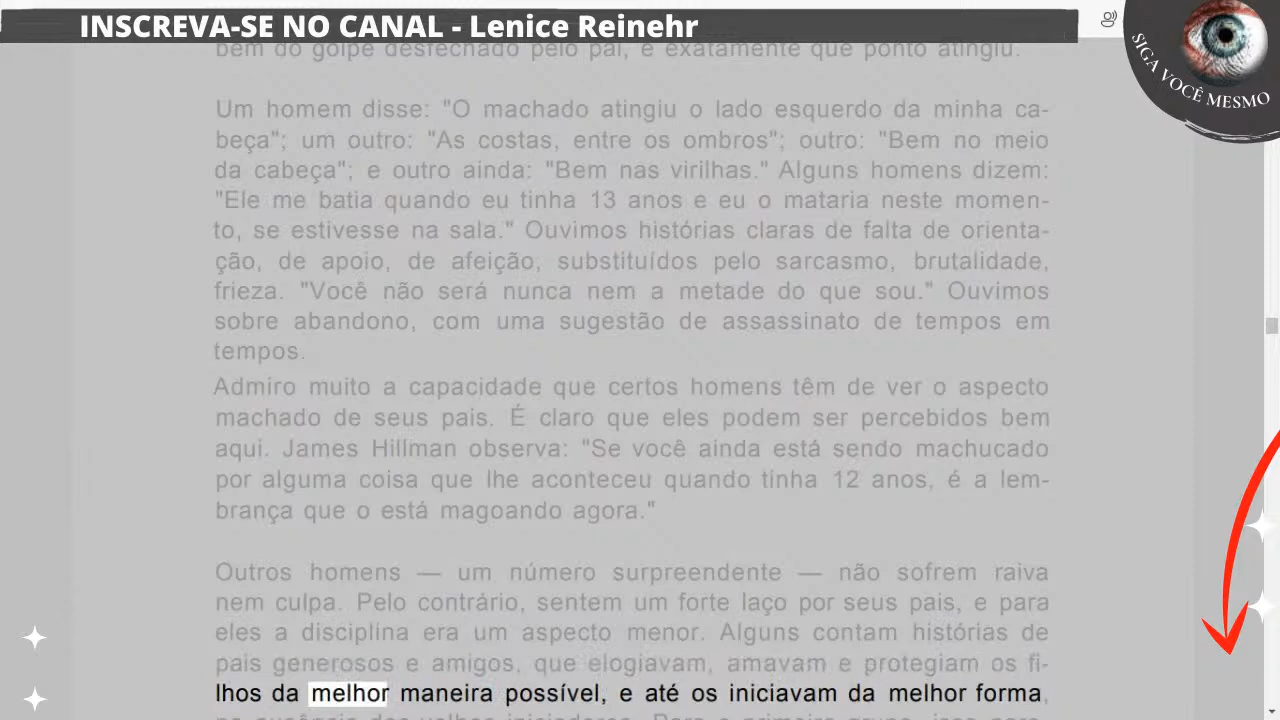 INSCREVA-SE NO CANAL - Lenice Reinehr
SIGA VOCÊ MESMO
bem do golpe desfechado pelo pai, e exatamente que ponto atingiu.
Um homem disse: "O machado atingiu o lado esquerdo da minha ca-
beça"; um outro: "As costas, entre os ombros"; outro: "Bem no meio
da cabeça"; e outro ainda: "Bem nas virilhas." Alguns homens dizem:
"Ele me batia quando eu tinha 13 anos e eu o mataria neste momen-
to, se estivesse na sala." Ouvimos histórias claras de falta de orienta-
ção, de apoio, de afeição, substituídos pelo sarcasmo, brutalidade,
frieza. "Você não será nunca nem a metade do que sou." Ouvimos
sobre abandono, com uma sugestão de assassinato de tempos em
tempos.
Admiro muito a capacidade que certos homens têm de ver o aspecto
machado de seus pais. É claro que eles podem ser percebidos bem
aqui. James Hillman observa: "Se você ainda está sendo machucado
por alguma coisa que lhe aconteceu quando tinha 12 anos, é a lem-
brança que o está magoando agora."
Outros homens — um número surpreendente — não sofrem raiva
nem culpa. Pelo contrário, sentem um forte laço por seus pais, e para
eles a disciplina era um aspecto menor. Alguns contam histórias de
pais generosos e amigos, que elogiavam, amavam e protegiam os fi-
lhos da melhor maneira possível, e até os iniciavam da melhor forma,